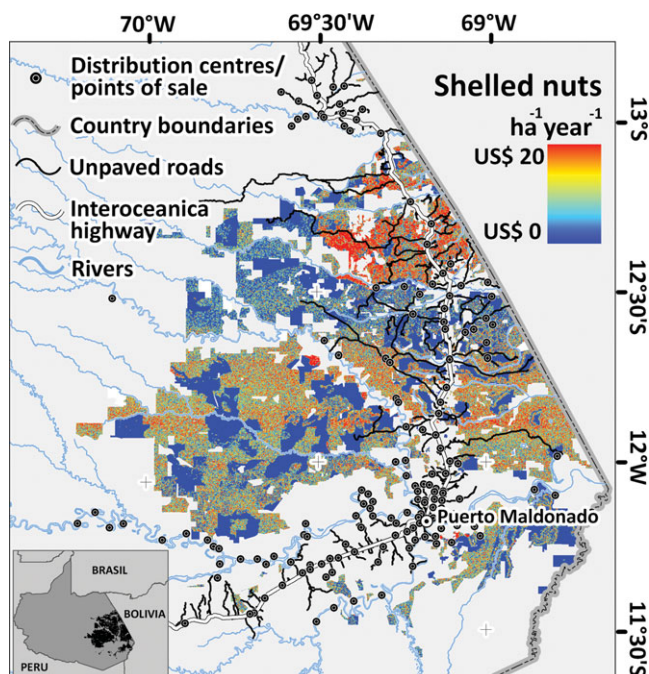 70°W
69°30'W
69°W
Distribution centres/
points of sale
Country boundaries
Unpaved roads
Interoceanica
highway
Rivers
Shelled nuts
ha⁻¹ year⁻¹
US$ 20
US$ 0
13°S
12°30'S
12°W
11°30'S
Puerto Maldonado
BRASIL
BOLIVIA
PERU